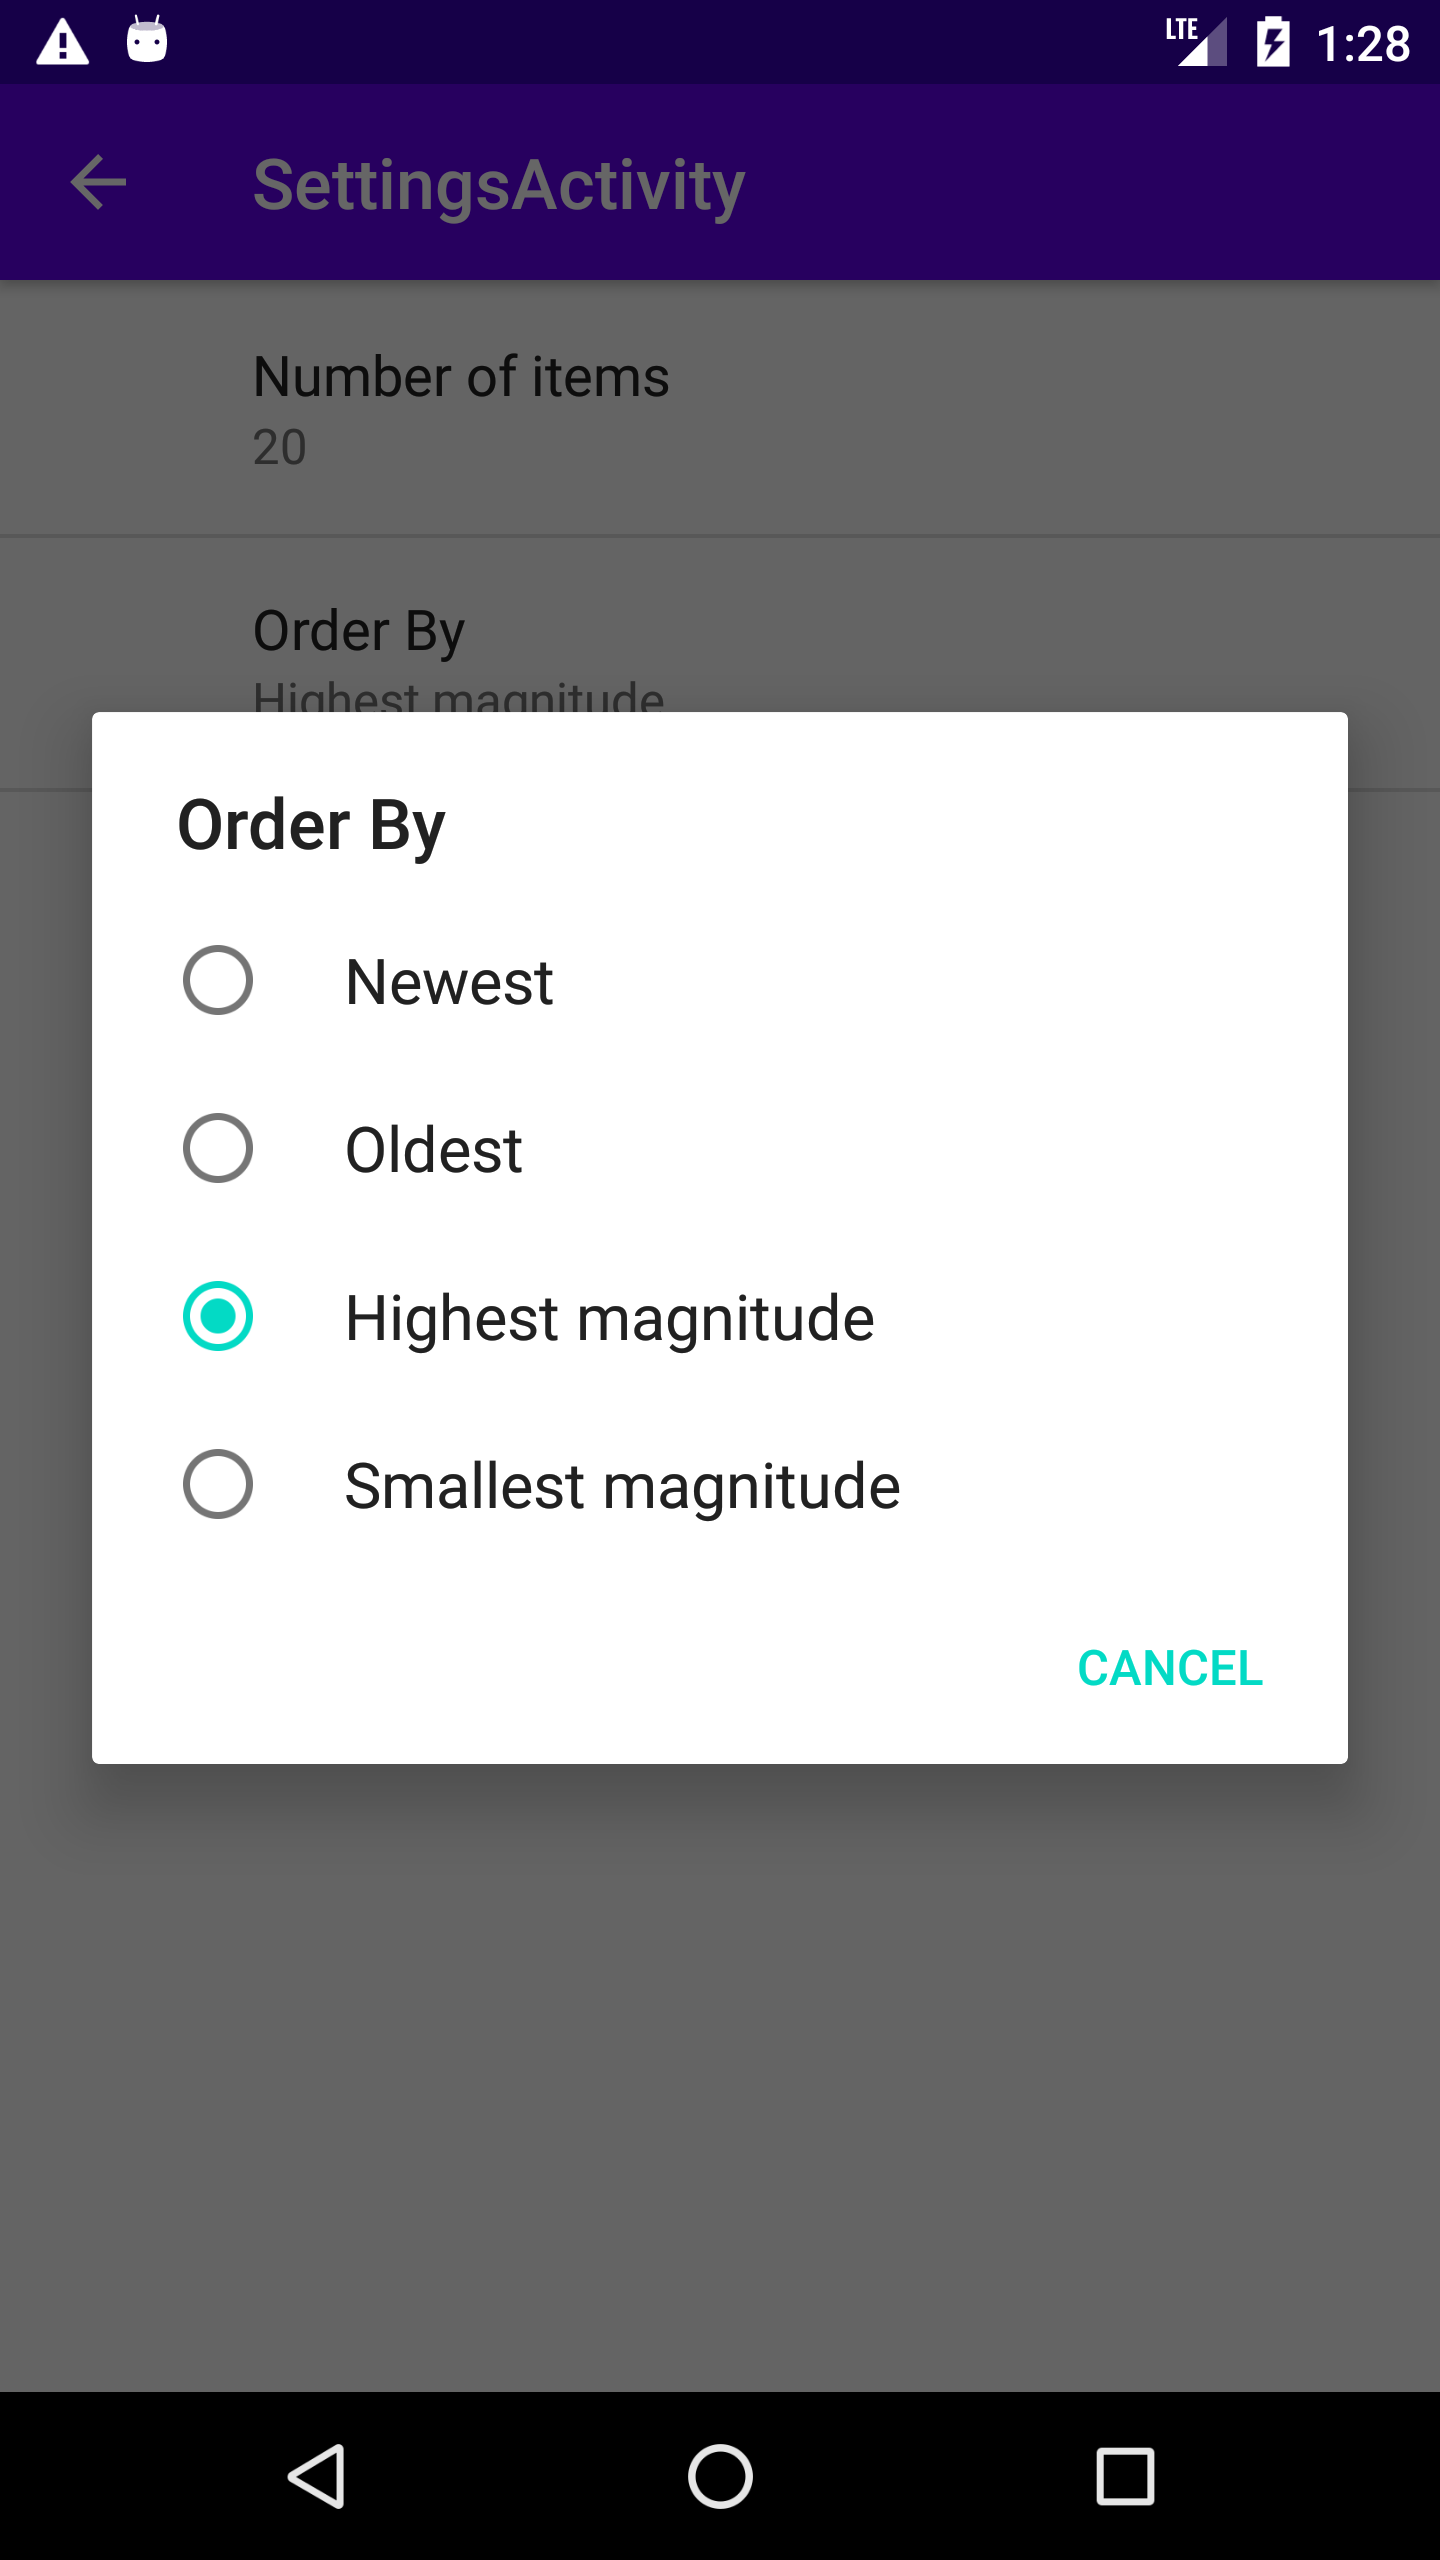 LTE 1:28
SettingsActivity
Number of items
20
Order By
Highest magnitude
Order By
Newest
Oldest
Highest magnitude
Smallest magnitude
CANCEL